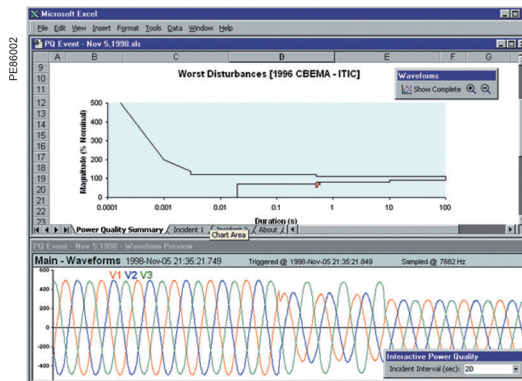 PE86002
Microsoft Excel
File Edit View Insert Format Tools Data Window Help
PQ Event - Nov 5,1998.xls
A B C D E F G
9
10
11
12
13
14
15
16
17
18
19
20
21
22
23
Worst Disturbances [1996 CBEMA - ITIC]
Waveforms
Show Complete
Magnitude (% Nominal)
500
400
300
200
100
0
0.0001 0.001 0.01 0.1 1 10 100
Duration (s)
Power Quality Summary Incident 1 Incident 2 About
Chart Area
PQ Event - Nov 5,1998 - Waveform Preview
Main - Waveforms 1998-Nov-05 21:35:21.749 Triggered @ 1998-Nov-05 21:35:21.849 Sampled @ 7682 Hz
V1 V2 V3
600
400
200
0
-200
-400
Interactive Power Quality
Incident Interval (sec): 20